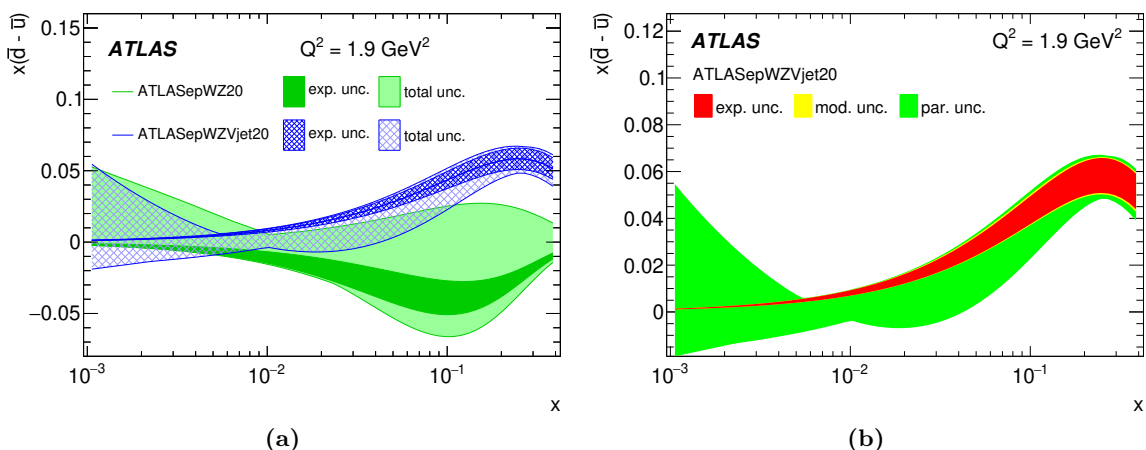 x(d̅ - u̅)
0.15
0.1
0.05
0
−0.05
ATLAS
Q² = 1.9 GeV²
ATLASepWZ20 exp. unc. total unc.
ATLASepWZVjet20 exp. unc. total unc.
10⁻³ 10⁻² 10⁻¹
x
(a)
x(d̅ - u̅)
0.12
0.1
0.08
0.06
0.04
0.02
0
ATLAS
Q² = 1.9 GeV²
ATLASepWZVjet20
exp. unc. mod. unc. par. unc.
10⁻³ 10⁻² 10⁻¹
x
(b)